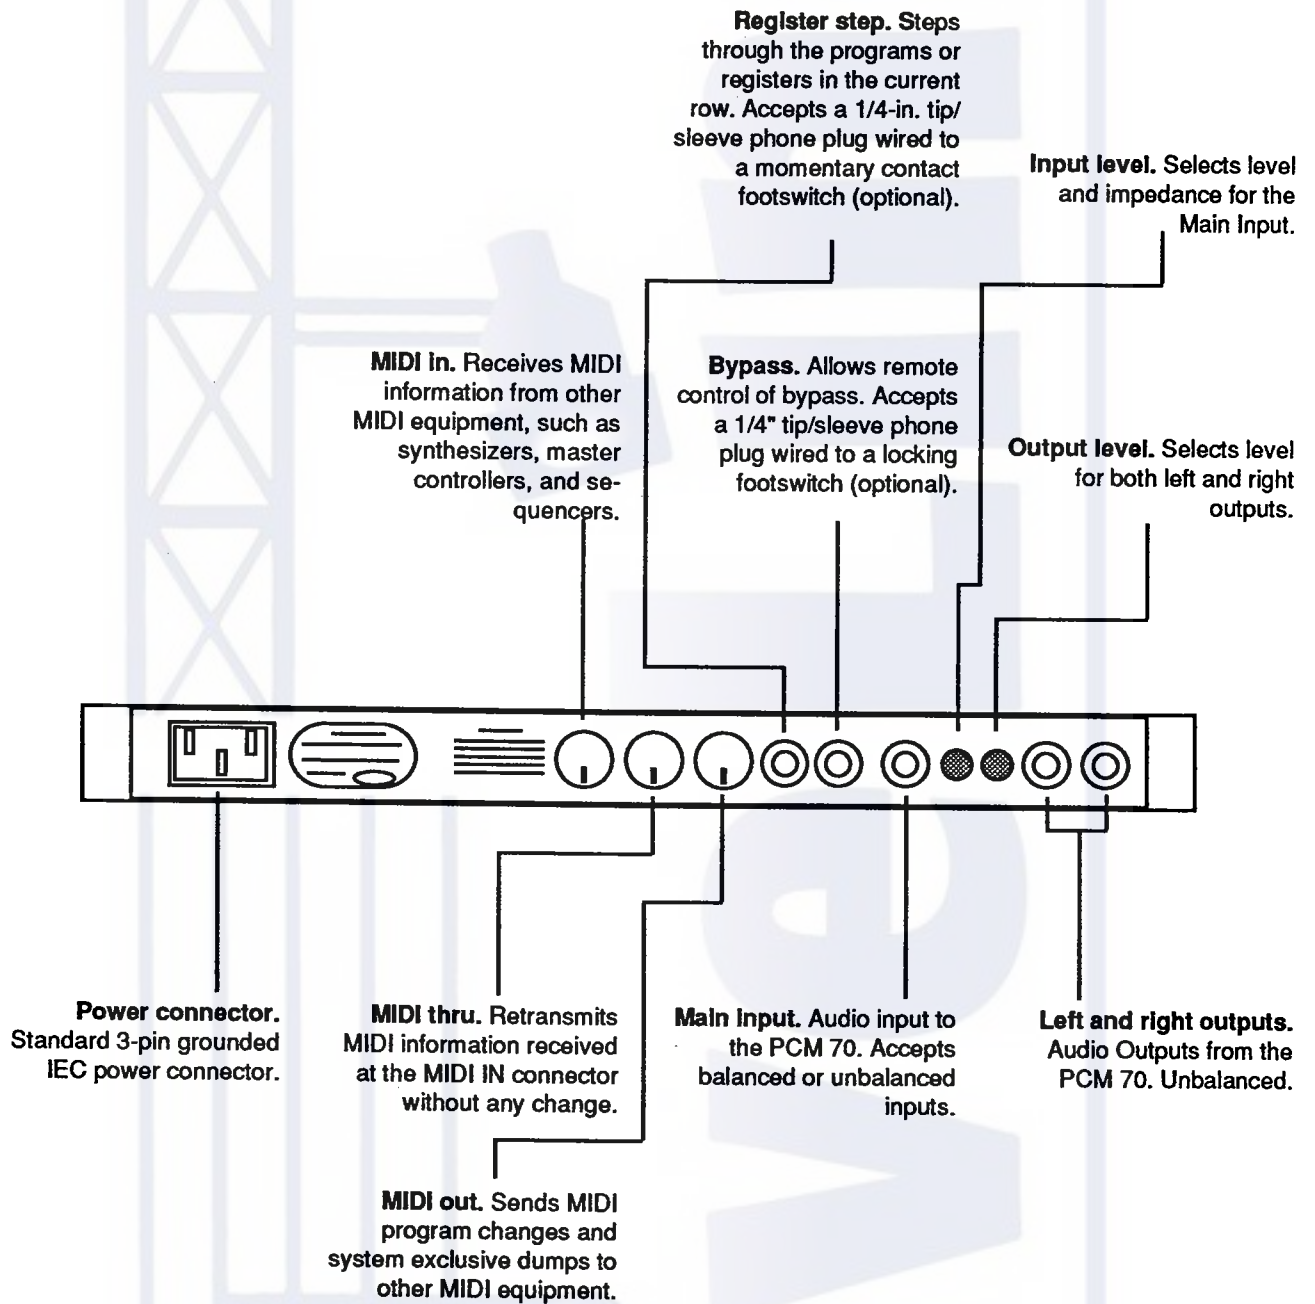 Register step. Steps
through the programs or
registers in the current
row. Accepts a 1/4-in. tip/
sleeve phone plug wired to
a momentary contact
footswitch (optional).
Input level. Selects level
and impedance for the
Main Input.
MIDI in. Receives MIDI
information from other
MIDI equipment, such as
synthesizers, master
controllers, and se-
quencers.
Bypass. Allows remote
control of bypass. Accepts
a 1/4" tip/sleeve phone
plug wired to a locking
footswitch (optional).
Output level. Selects level
for both left and right
outputs.
Power connector.
Standard 3-pin grounded
IEC power connector.
MIDI thru. Retransmits
MIDI information received
at the MIDI IN connector
without any change.
Main input. Audio input to
the PCM 70. Accepts
balanced or unbalanced
inputs.
Left and right outputs.
Audio Outputs from the
PCM 70. Unbalanced.
MIDI out. Sends MIDI
program changes and
system exclusive dumps to
other MIDI equipment.